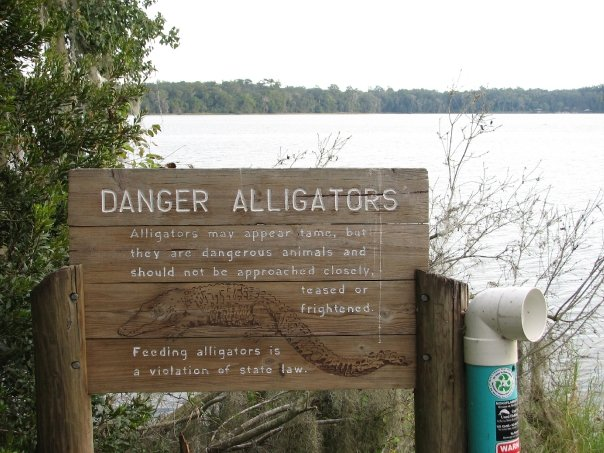 DANGER ALLIGATORS
Alligators may appear tame, but
they are dangerous animals and
should not be approached closely,
teased or
frightened.
Feeding alligators is
a violation of state law.
WARNI